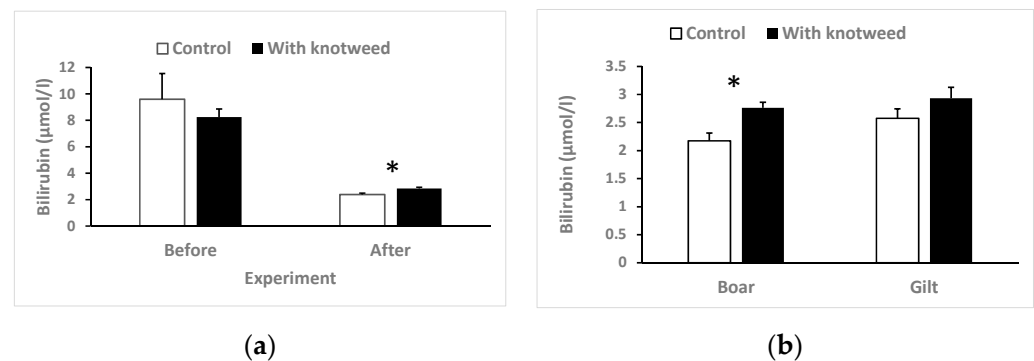 Control With knotweed
12
10
8
6
4
2
0
Bilirubin (µmol/l)
*
Before After
Experiment
(a)
Control With knotweed
3.5
3
2.5
2
1.5
1
0.5
0
Bilirubin (µmol/l)
*
Boar Gilt
(b)